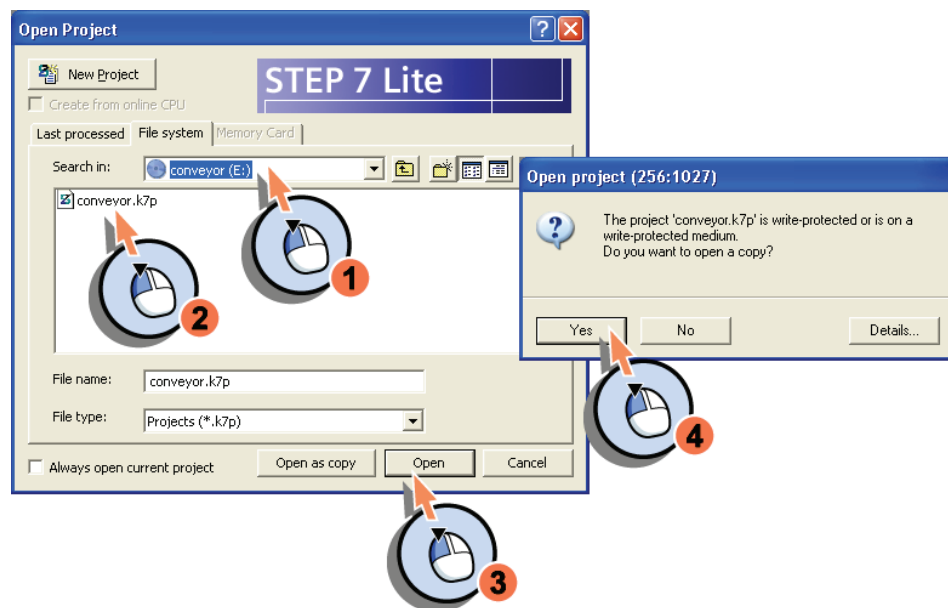 Open Project
New Project
STEP 7 Lite
Create from online CPU
Last processed File system Memory Card
Search in: conveyor (E:)
conveyor.k7p
1
2
File name: conveyor.k7p
File type: Projects (*.k7p)
Always open current project Open as copy Open Cancel
3
Open project (256:1027)
The project 'conveyor.k7p' is write-protected or is on a
write-protected medium.
Do you want to open a copy?
Yes No Details...
4